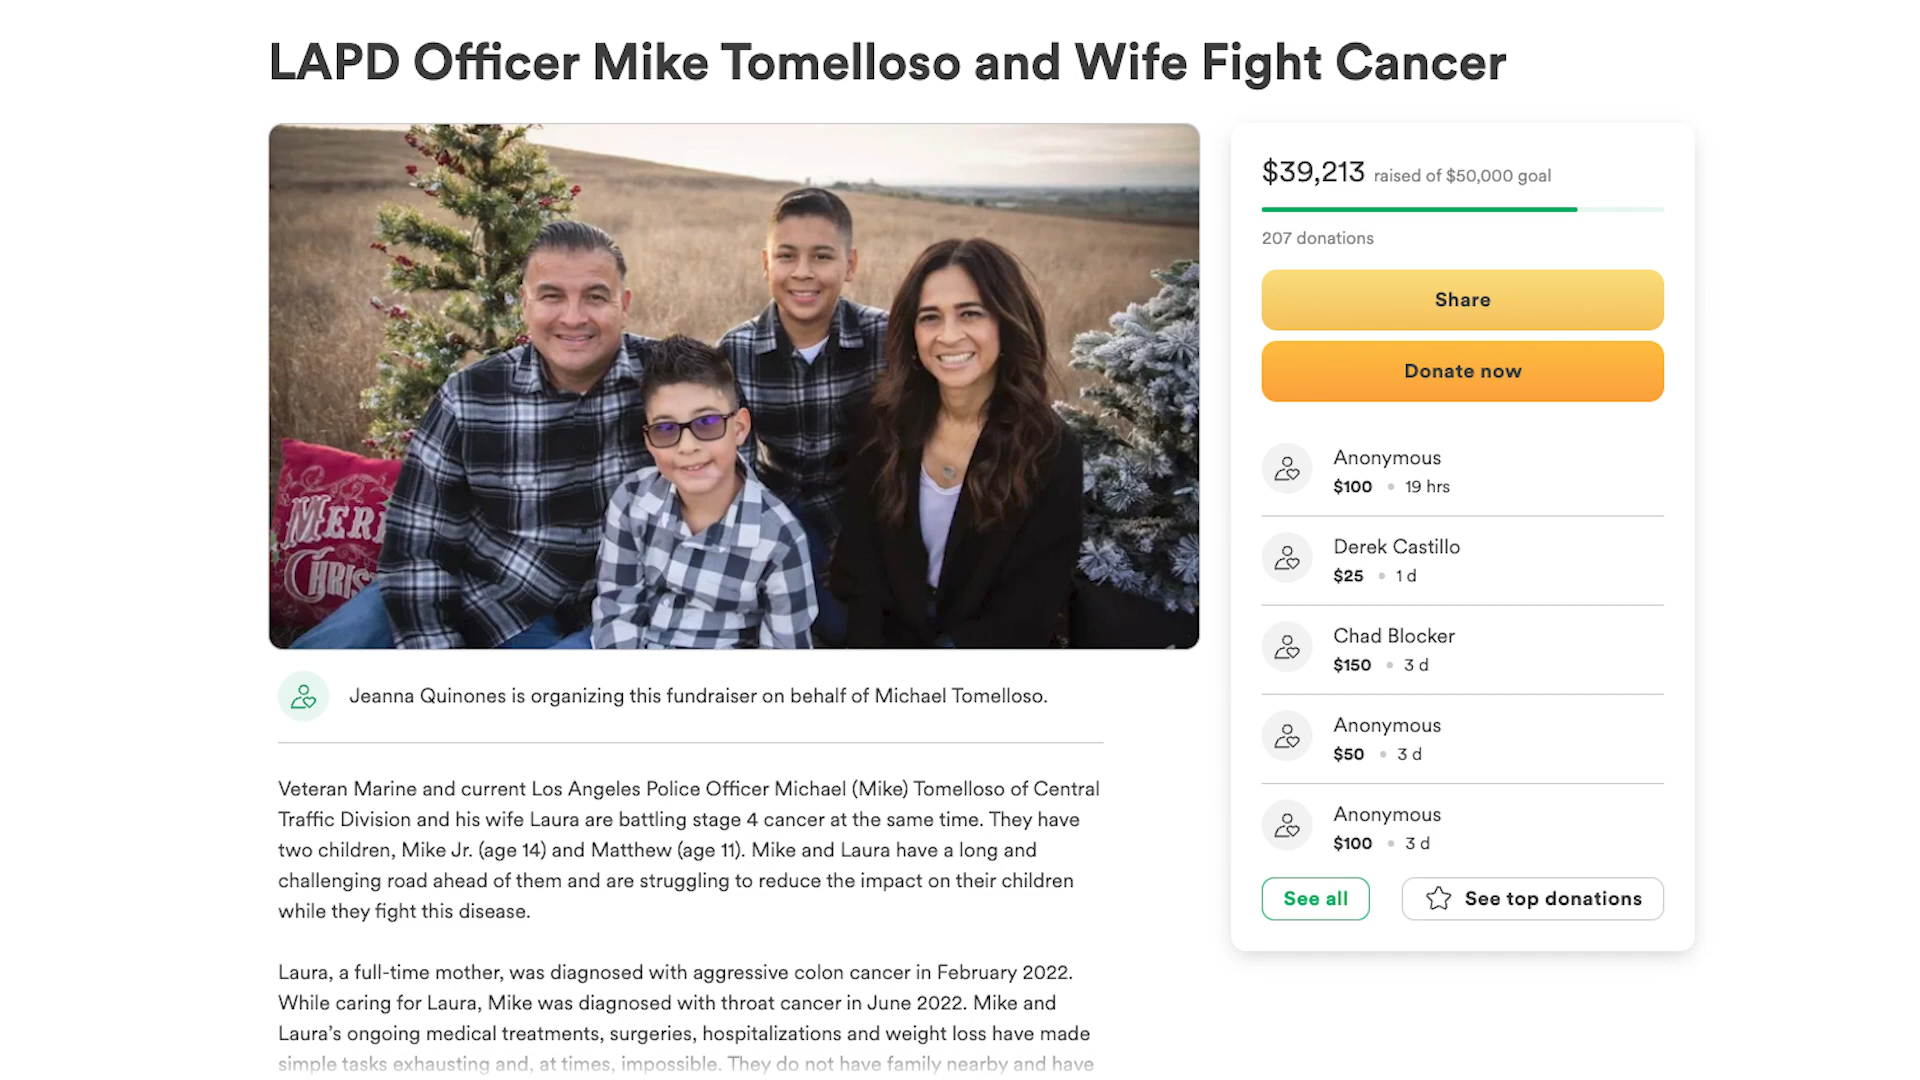 LAPD Officer Mike Tomelloso and Wife Fight Cancer
MERR
CHRIS
$39,213 raised of $50,000 goal
207 donations
Share
Donate now
Anonymous
$100 • 19 hrs
Derek Castillo
$25 • 1 d
Chad Blocker
$150 • 3 d
Anonymous
$50 • 3 d
Anonymous
$100 • 3 d
See all
See top donations
Jeanna Quinones is organizing this fundraiser on behalf of Michael Tomelloso.
Veteran Marine and current Los Angeles Police Officer Michael (Mike) Tomelloso of Central
Traffic Division and his wife Laura are battling stage 4 cancer at the same time. They have
two children, Mike Jr. (age 14) and Matthew (age 11). Mike and Laura have a long and
challenging road ahead of them and are struggling to reduce the impact on their children
while they fight this disease.
Laura, a full-time mother, was diagnosed with aggressive colon cancer in February 2022.
While caring for Laura, Mike was diagnosed with throat cancer in June 2022. Mike and
Laura’s ongoing medical treatments, surgeries, hospitalizations and weight loss have made
simple tasks exhausting and, at times, impossible. They do not have family nearby and have